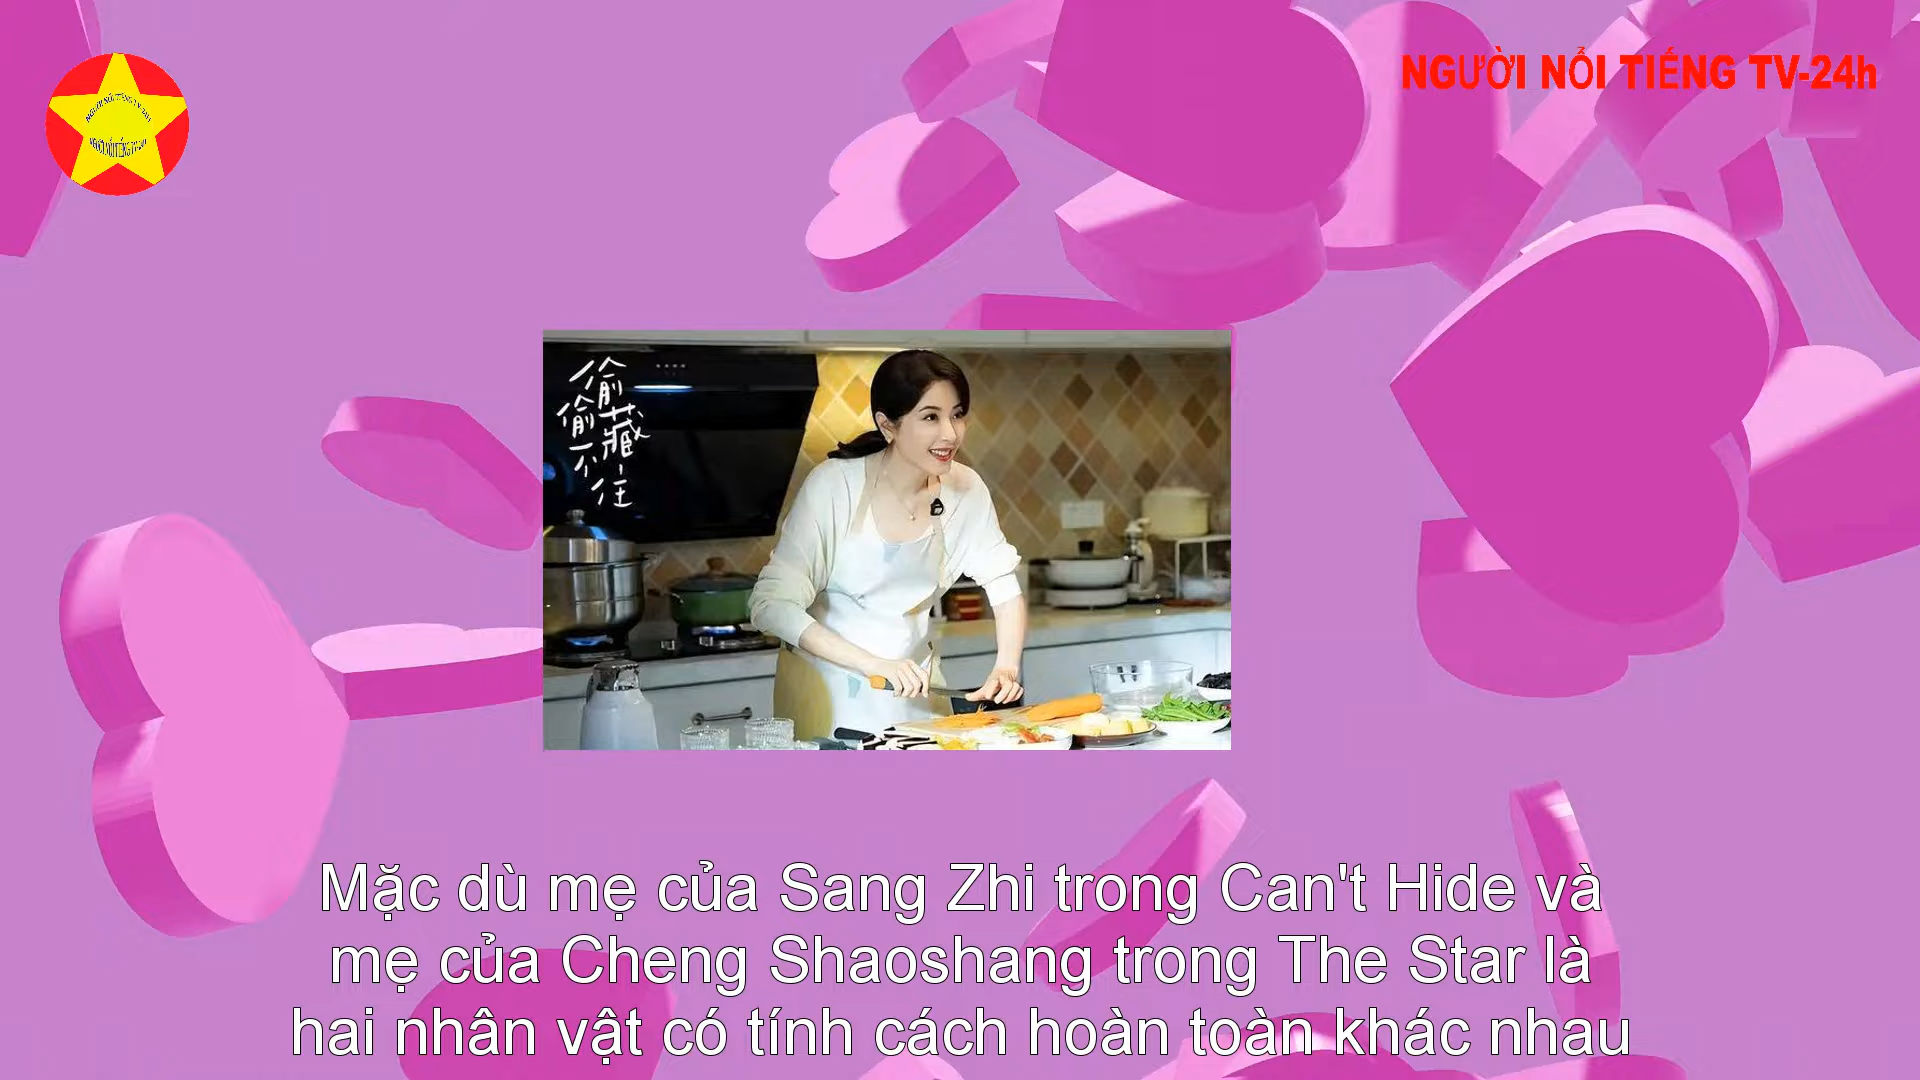 NGƯỜI NỔI TIẾNG TV-24h
偷偷藏不住
Mặc dù mẹ của Sang Zhi trong Can't Hide và
mẹ của Cheng Shaoshang trong The Star là
hai nhân vật có tính cách hoàn toàn khác nhau